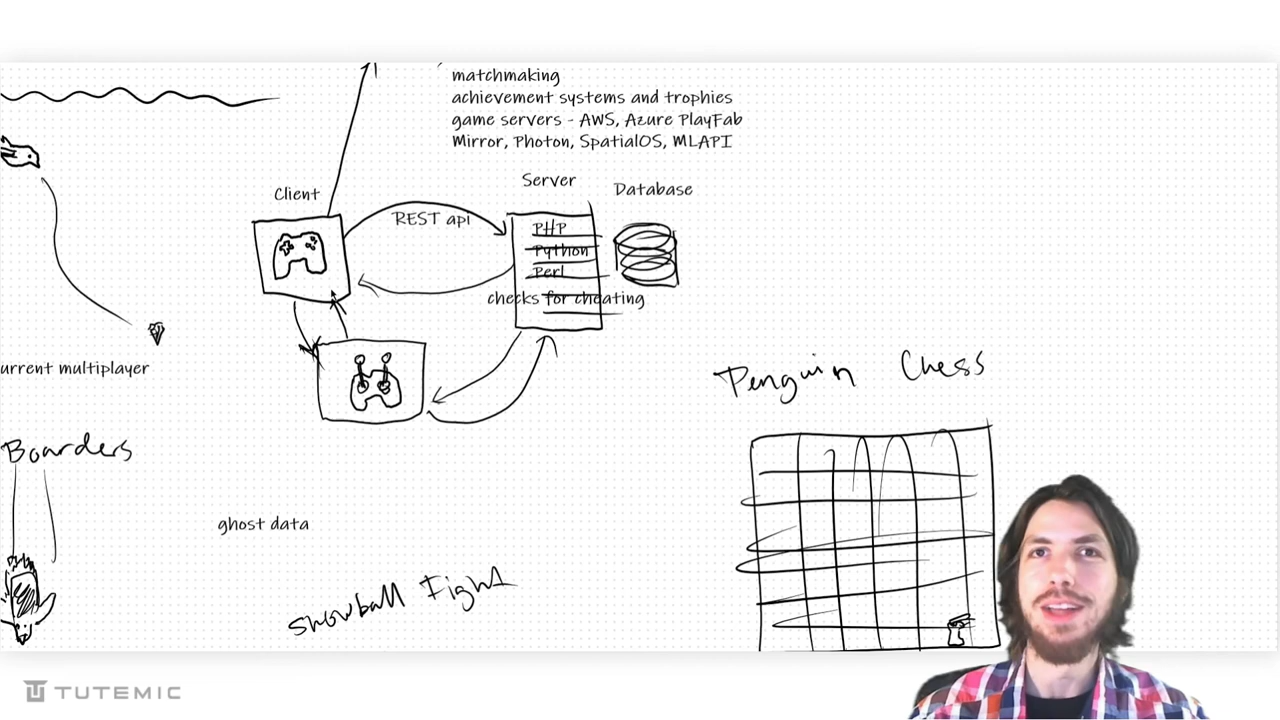 matchmaking
achievement systems and trophies
game servers - AWS, Azure PlayFab
Mirror, Photon, SpatialOS, MLAPI
Server
Database
Client
REST api
PHP
Python
Perl
checks for cheating
urrent multiplayer
Penguin Chess
Boarders
ghost data
snowball Fight
TUTEMIC